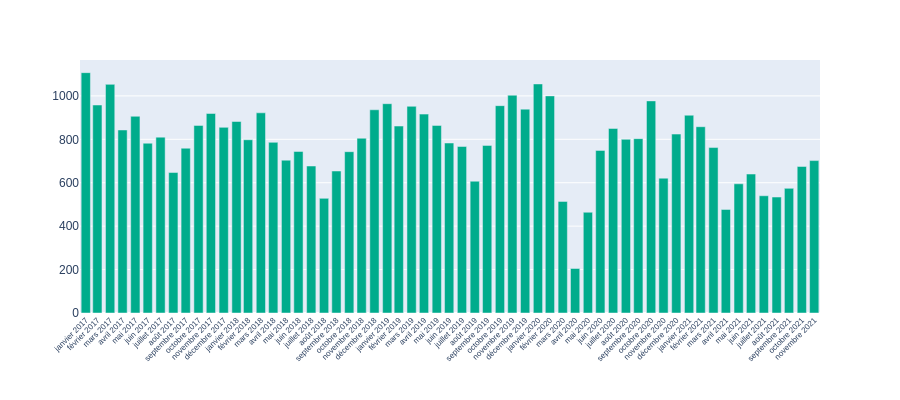 1000
800
600
400
200
0
janvier 2017
février 2017
mars 2017
avril 2017
mai 2017
juin 2017
juillet 2017
août 2017
septembre 2017
octobre 2017
novembre 2017
décembre 2017
janvier 2018
février 2018
mars 2018
avril 2018
mai 2018
juin 2018
juillet 2018
août 2018
septembre 2018
octobre 2018
novembre 2018
décembre 2018
janvier 2019
février 2019
mars 2019
avril 2019
mai 2019
juin 2019
juillet 2019
août 2019
septembre 2019
octobre 2019
novembre 2019
décembre 2019
janvier 2020
février 2020
mars 2020
avril 2020
mai 2020
juin 2020
juillet 2020
août 2020
septembre 2020
octobre 2020
novembre 2020
décembre 2020
janvier 2021
février 2021
mars 2021
avril 2021
mai 2021
juin 2021
juillet 2021
août 2021
septembre 2021
octobre 2021
novembre 2021